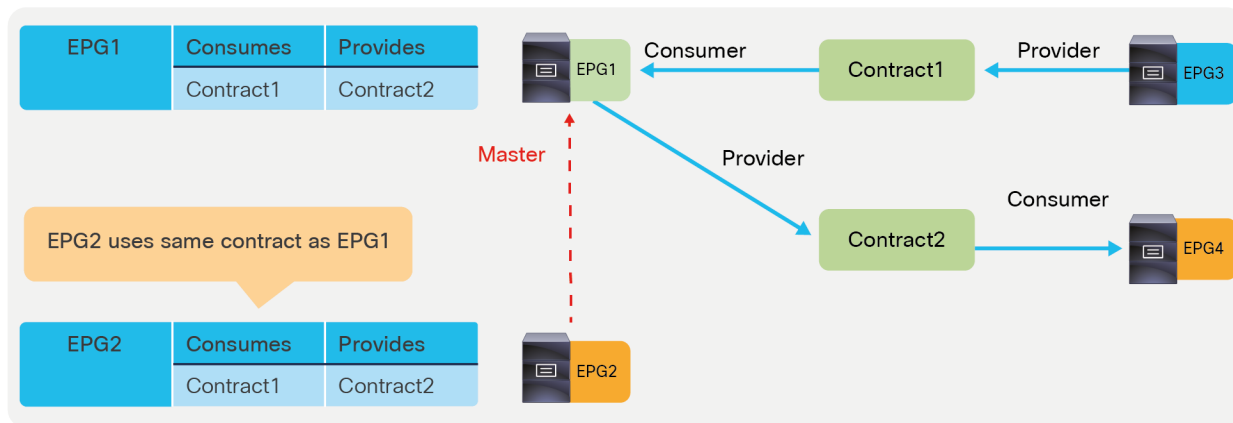 EPG1 Consumes Provides
Contract1 Contract2
EPG1
Consumer
Contract1
Provider
EPG3
Master
Provider
Consumer
Contract2
EPG4
EPG2 uses same contract as EPG1
EPG2 Consumes Provides
Contract1 Contract2
EPG2